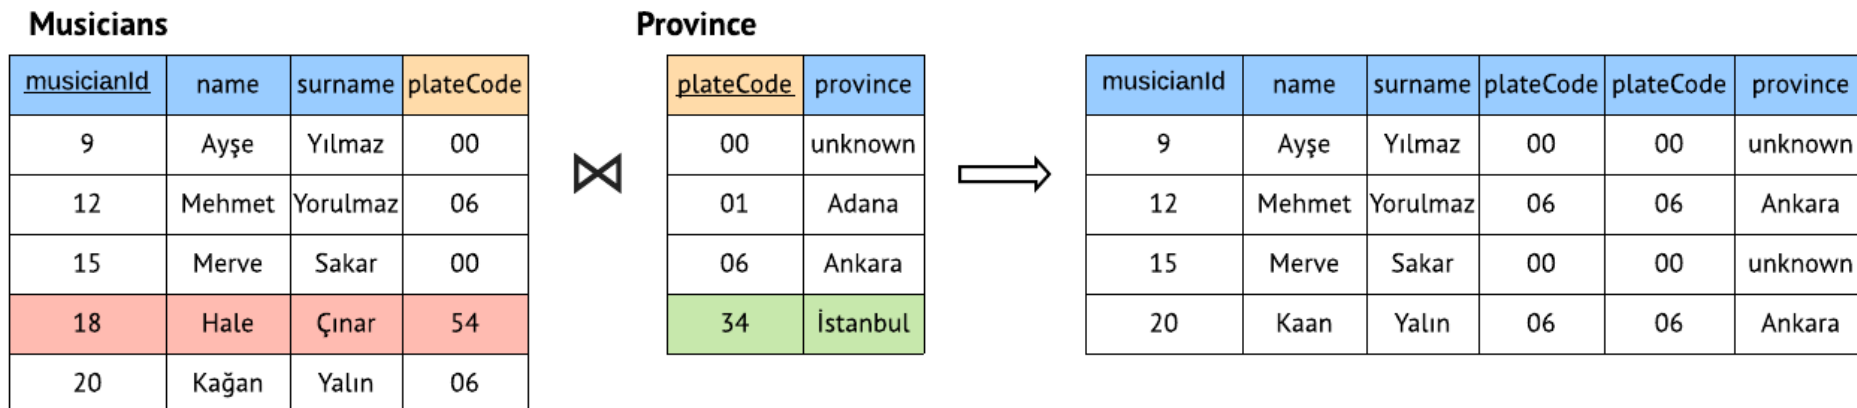 Musicians Province
musicianId name surname plateCode plateCode province musicianId name surname plateCode plateCode province
9 Ayşe Yılmaz 00 00 unknown 9 Ayşe Yılmaz 00 00 unknown
12 Mehmet Yorulmaz 06 01 Adana 12 Mehmet Yorulmaz 06 06 Ankara
15 Merve Sakar 00 06 Ankara 15 Merve Sakar 00 00 unknown
18 Hale Çınar 54 34 İstanbul 20 Kaan Yalın 06 06 Ankara
20 Kağan Yalın 06